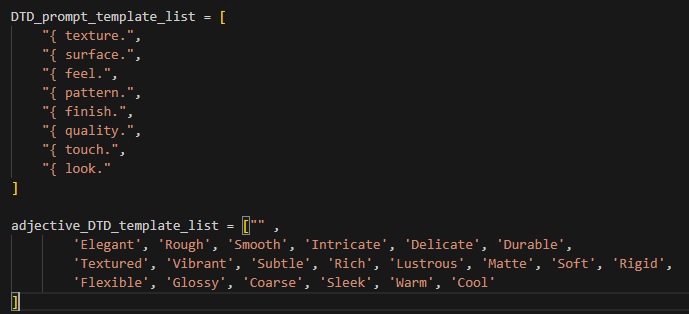 DTD_prompt_template_list = [
"{ texture.",
"{ surface.",
"{ feel.",
"{ pattern.",
"{ finish.",
"{ quality.",
"{ touch.",
"{ look."
]
adjective_DTD_template_list = ["" ,
'Elegant', 'Rough', 'Smooth', 'Intricate', 'Delicate', 'Durable',
'Textured', 'Vibrant', 'Subtle', 'Rich', 'Lustrous', 'Matte', 'Soft', 'Rigid',
'Flexible', 'Glossy', 'Coarse', 'Sleek', 'Warm', 'Cool'
]